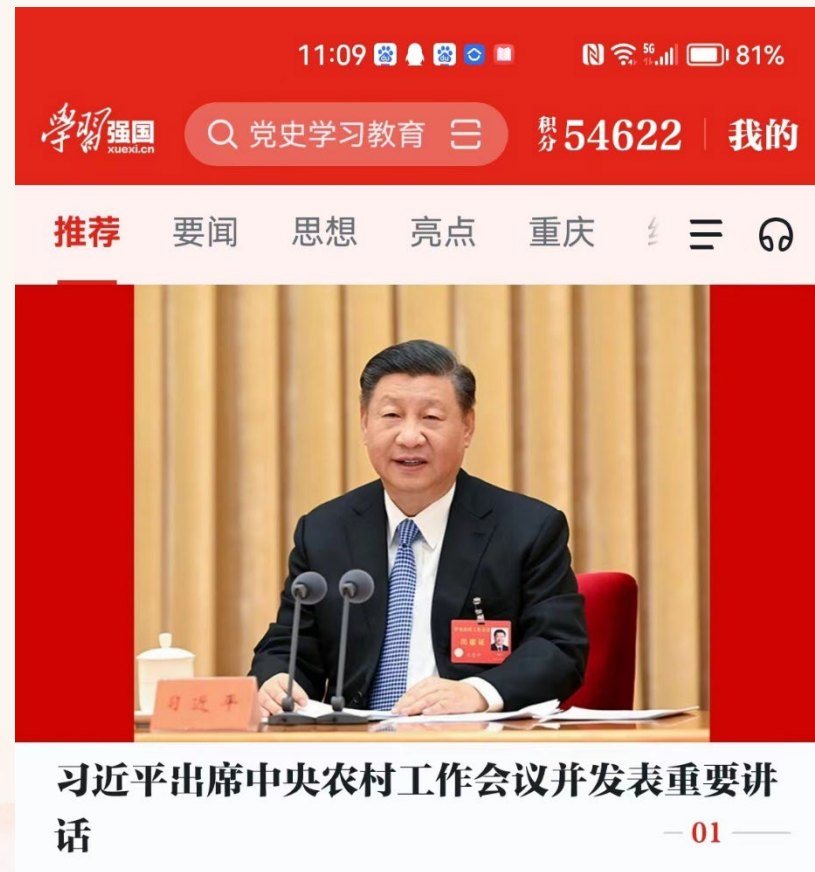 11:09 5G 81%
学习强国 xuexi.cn 党史学习教育 积分 54622 我的
推荐 要闻 思想 亮点 重庆
习近平
习近平出席中央农村工作会议并发表重要讲
话
01